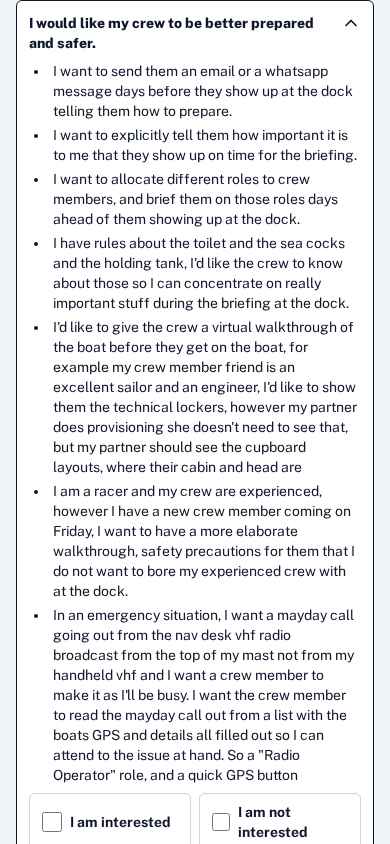 I would like my crew to be better prepared
and safer.
▪ I want to send them an email or a whatsapp
message days before they show up at the dock
telling them how to prepare.
▪ I want to explicitly tell them how important it is
to me that they show up on time for the briefing.
▪ I want to allocate different roles to crew
members, and brief them on those roles days
ahead of them showing up at the dock.
▪ I have rules about the toilet and the sea cocks
and the holding tank, I'd like the crew to know
about those so I can concentrate on really
important stuff during the briefing at the dock.
▪ I'd like to give the crew a virtual walkthrough of
the boat before they get on the boat, for
example my crew member friend is an
excellent sailor and an engineer, I'd like to show
them the technical lockers, however my partner
does provisioning she doesn't need to see that,
but my partner should see the cupboard
layouts, where their cabin and head are
▪ I am a racer and my crew are experienced,
however I have a new crew member coming on
Friday, I want to have a more elaborate
walkthrough, safety precautions for them that I
do not want to bore my experienced crew with
at the dock.
▪ In an emergency situation, I want a mayday call
going out from the nav desk vhf radio
broadcast from the top of my mast not from my
handheld vhf and I want a crew member to
make it as I'll be busy. I want the crew member
to read the mayday call out from a list with the
boats GPS and details all filled out so I can
attend to the issue at hand. So a "Radio
Operator" role, and a quick GPS button
I am interested
I am not
interested